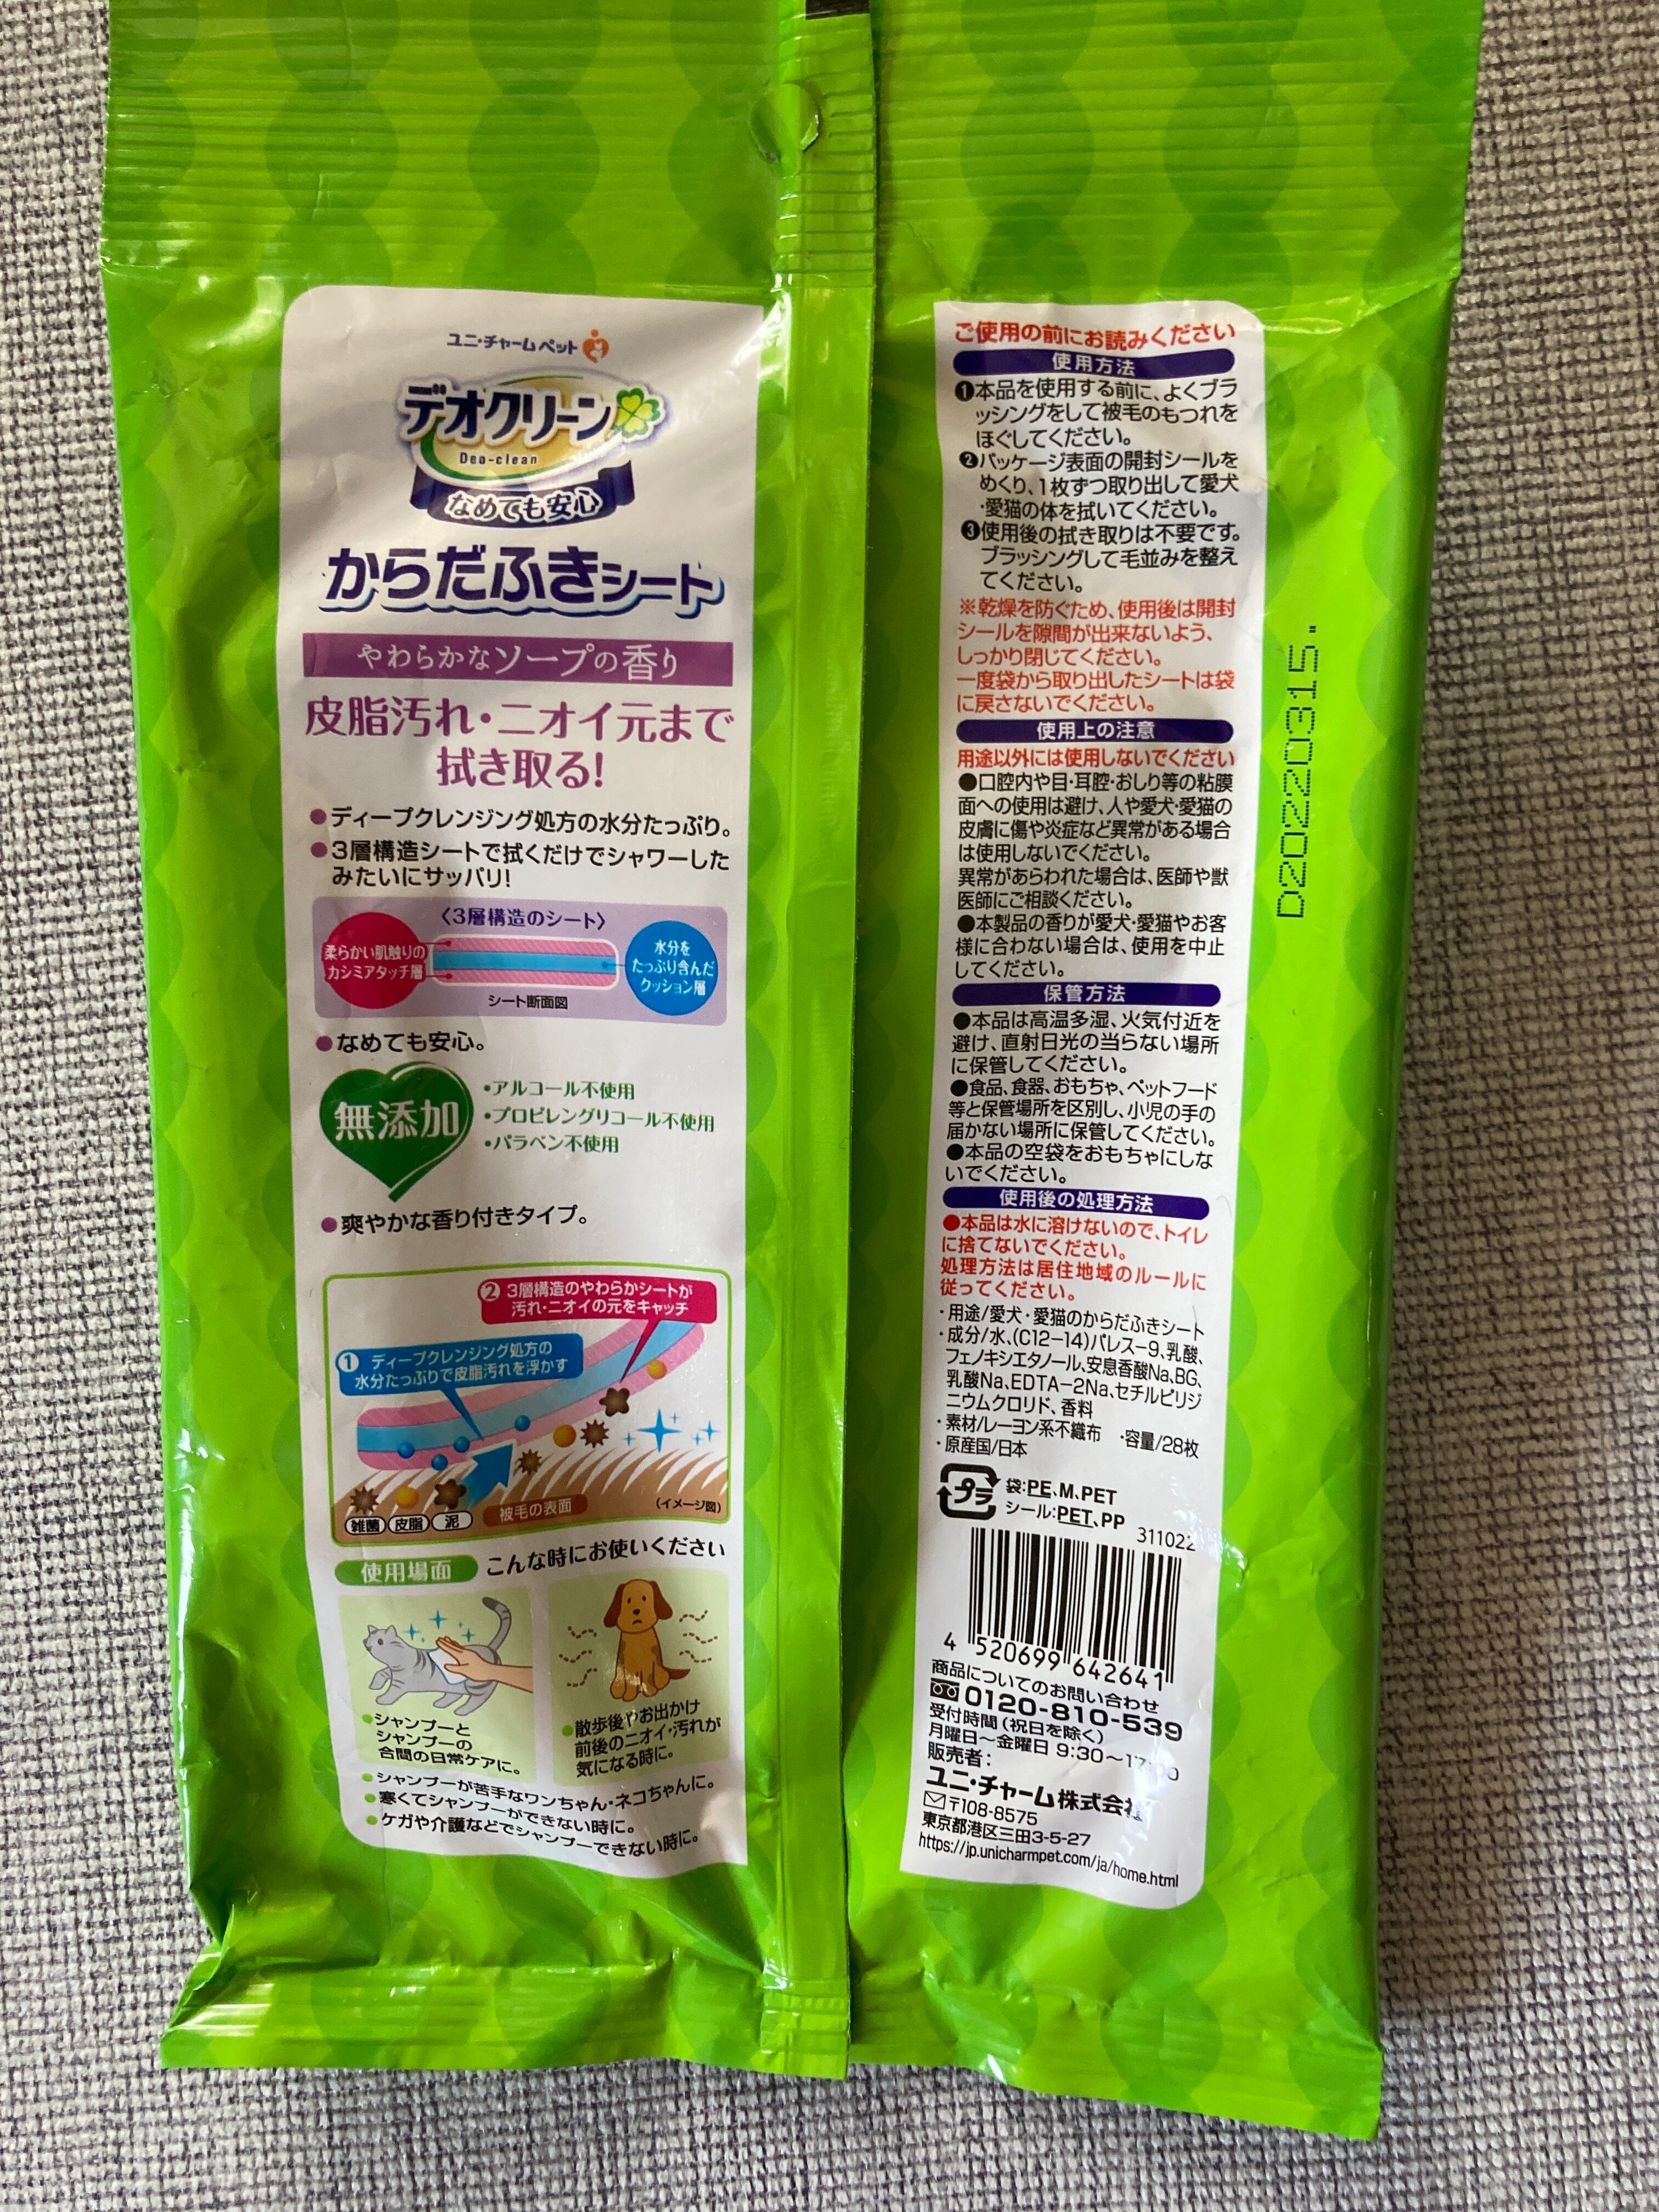 ユニ・チャーム ペット
デオクリーン
Deo-clean
なめても安心
からだふきシート
やわらかなソープの香り
皮脂汚れ・ニオイ元まで
拭き取る!
●ディープクレンジング処方の水分たっぷり。
●3層構造シートで拭くだけでシャワーした
みたいにサッパリ!
〈3層構造のシート〉
柔らかい肌触りの
カシミアタッチ層
水分を
たっぷり含んだ
クッション層
シート断面図
●なめても安心。
無添加
・アルコール不使用
・プロピレングリコール不使用
・パラベン不使用
●爽やかな香り付きタイプ。
② 3層構造のやわらかシートが
汚れ・ニオイの元をキャッチ
① ディープクレンジング処方の
水分たっぷりで皮脂汚れを浮かす
雑菌 皮脂 泥
被毛の表面
(イメージ図)
使用場面 こんな時にお使いください
●シャンプーと
シャンプーの
合間の日常ケアに。
●散歩後やお出かけ
前後のニオイ・汚れが
気になる時に。
●シャンプーが苦手なワンちゃん・ネコちゃんに。
●寒くてシャンプーができない時に。
●ケガや介護などでシャンプーできない時に。
ご使用の前にお読みください
使用方法
❶本品を使用する前に、よくブラ
ッシングをして被毛のもつれを
ほぐしてください。
❷パッケージ表面の開封シールを
めくり、1枚ずつ取り出して愛犬
・愛猫の体を拭いてください。
❸使用後の拭き取りは不要です。
ブラッシングして毛並みを整え
てください。
※乾燥を防ぐため、使用後は開封
シールを隙間が出来ないよう、
しっかり閉じてください。
一度袋から取り出したシートは袋
に戻さないでください。
使用上の注意
用途以外には使用しないでください
●口腔内や目・耳腔・おしり等の粘膜
面への使用は避け、人や愛犬・愛猫の
皮膚に傷や炎症など異常がある場合
は使用しないでください。
異常があらわれた場合は、医師や獣
医師にご相談ください。
●本製品の香りが愛犬・愛猫やお客
様に合わない場合は、使用を中止
してください。
保管方法
●本品は高温多湿、火気付近を
避け、直射日光の当らない場所
に保管してください。
●食品、食器、おもちゃ、ペットフード
等と保管場所を区別し、小児の手の
届かない場所に保管してください。
●本品の空袋をおもちゃにしな
いでください。
使用後の処理方法
●本品は水に溶けないので、トイレ
に捨てないでください。
処理方法は居住地域のルールに
従ってください。
・用途/愛犬・愛猫のからだふきシート
・成分/水、(C12-14)パレス-9、乳酸、
フェノキシエタノール、安息香酸Na、BG、
乳酸Na、EDTA-2Na、セチルピリジ
ニウムクロリド、香料
・素材/レーヨン系不織布 ・容量/28枚
・原産国/日本
プラ
袋:PE、M、PET
シール:PET、PP
311022
4 520699 642641
商品についてのお問い合わせ
0120-810-539
受付時間(祝日を除く)
月曜日〜金曜日 9:30〜17:00
販売者:
ユニ・チャーム株式会社
〒108-8575
東京都港区三田3-5-27
https://jp.unicharmpet.com/ja/home.html
D20220315.